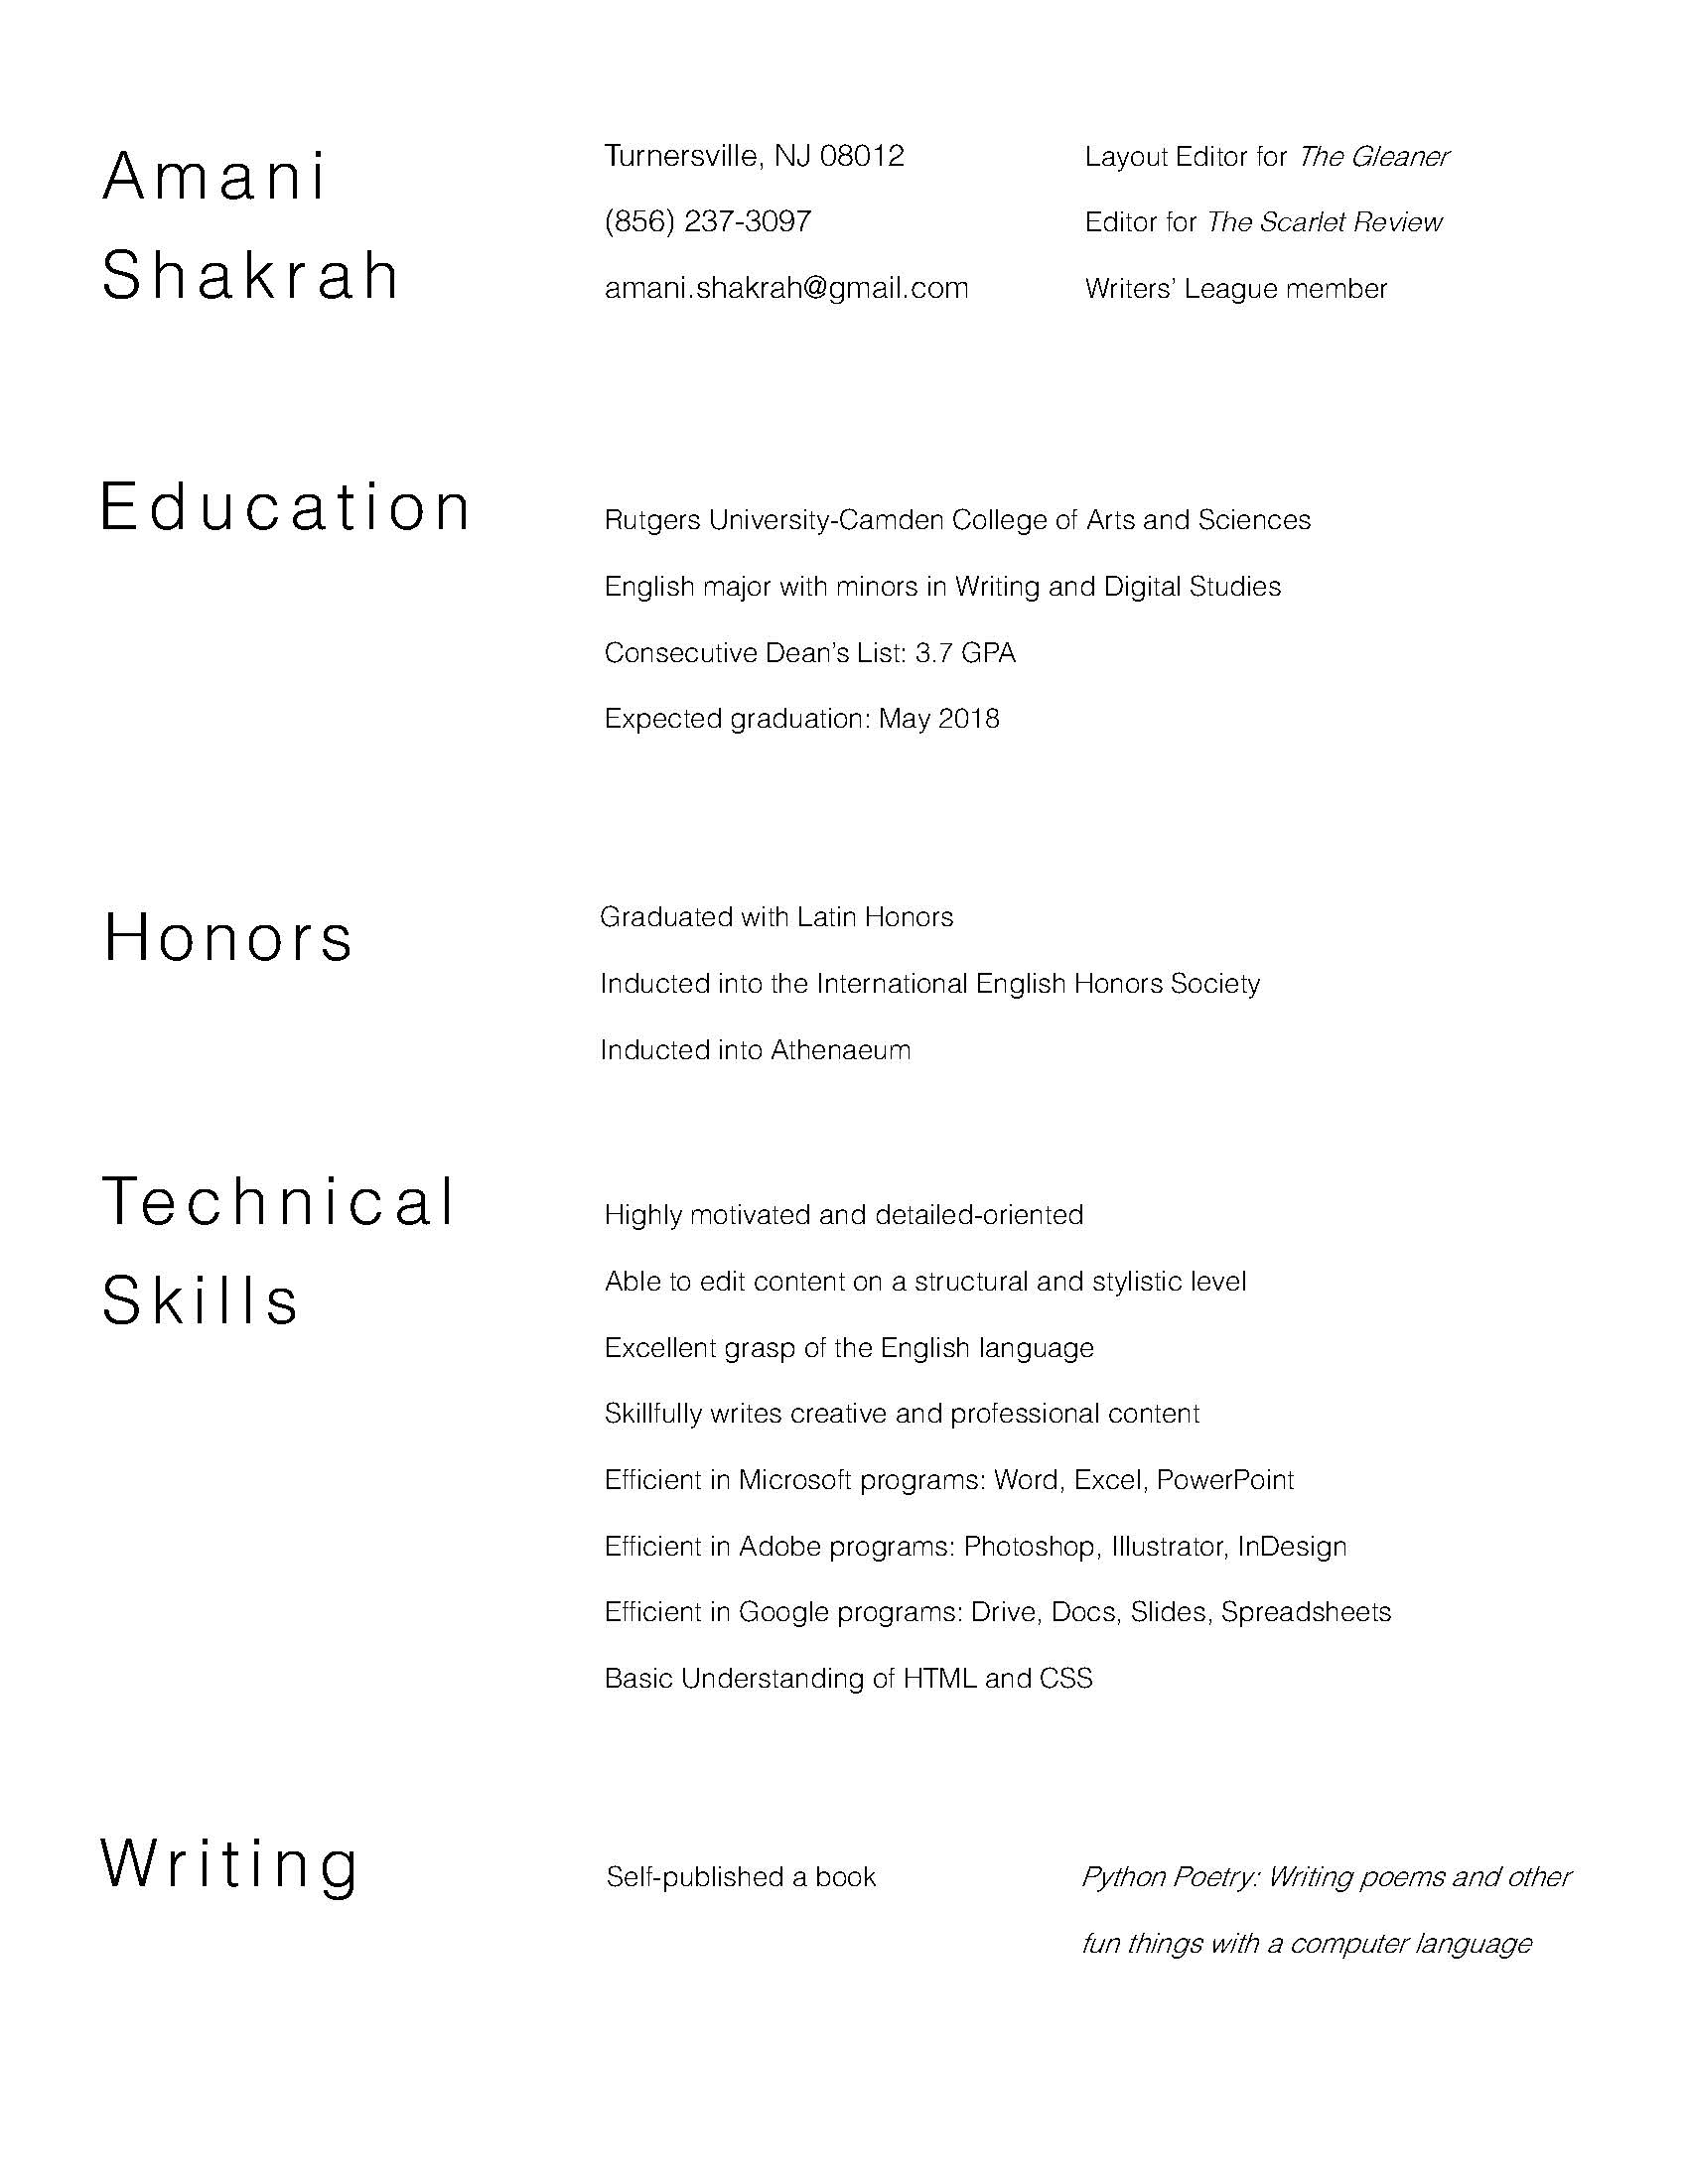 Amani
Shakrah
Turnersville, NJ 08012
(856) 237-3097
amani.shakrah@gmail.com
Layout Editor for The Gleaner
Editor for The Scarlet Review
Writers’ League member
Education
Rutgers University-Camden College of Arts and Sciences
English major with minors in Writing and Digital Studies
Consecutive Dean’s List: 3.7 GPA
Expected graduation: May 2018
Honors
Graduated with Latin Honors
Inducted into the International English Honors Society
Inducted into Athenaeum
Technical
Skills
Highly motivated and detailed-oriented
Able to edit content on a structural and stylistic level
Excellent grasp of the English language
Skillfully writes creative and professional content
Efficient in Microsoft programs: Word, Excel, PowerPoint
Efficient in Adobe programs: Photoshop, Illustrator, InDesign
Efficient in Google programs: Drive, Docs, Slides, Spreadsheets
Basic Understanding of HTML and CSS
Writing
Self-published a book
Python Poetry: Writing poems and other
fun things with a computer language